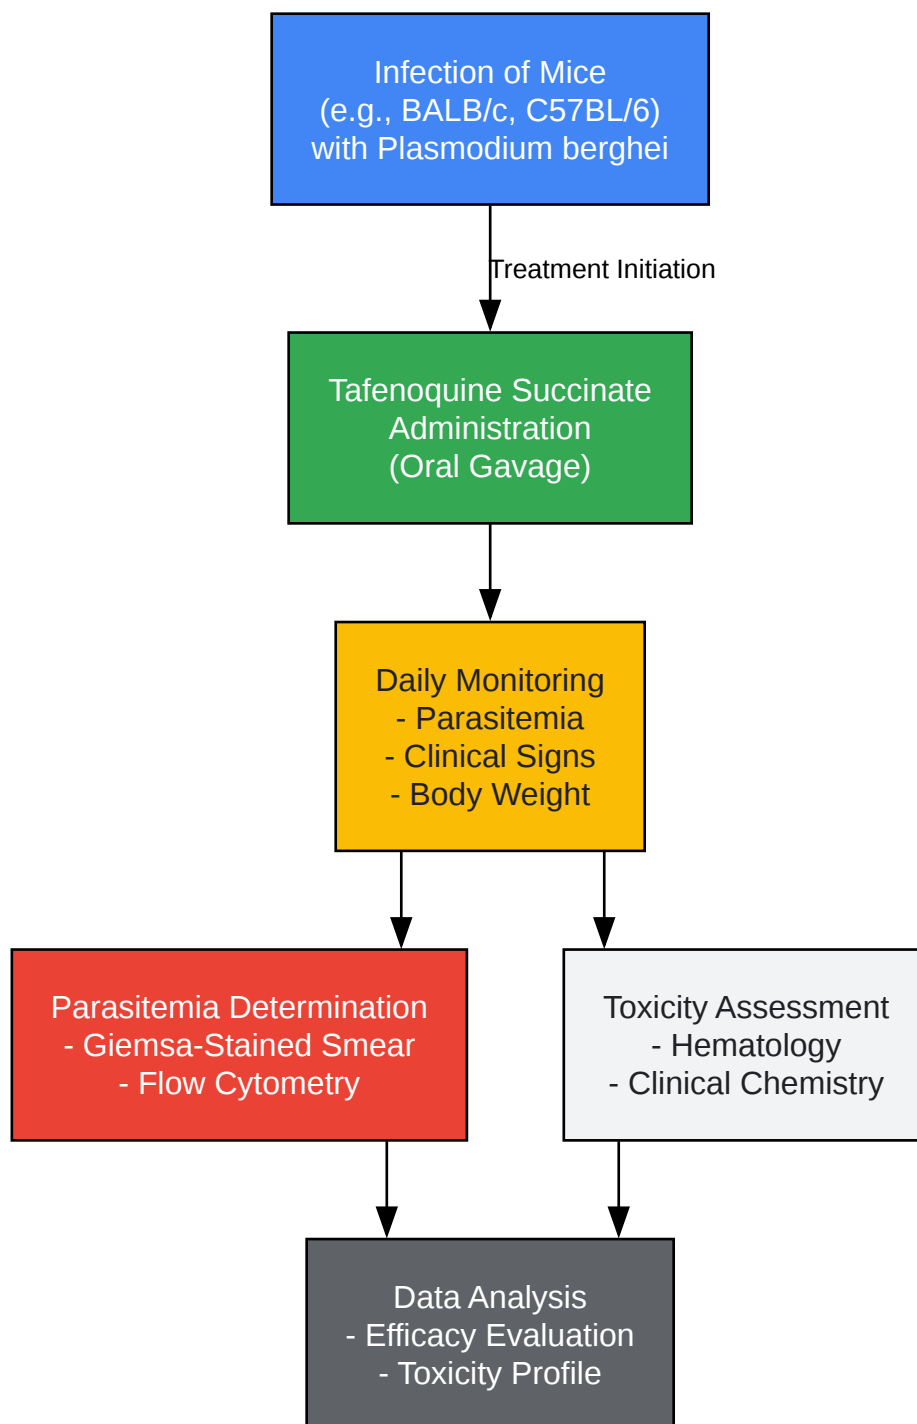 Infection of Mice
(e.g., BALB/c, C57BL/6)
with Plasmodium berghei
Treatment Initiation
Tafenoquine Succinate
Administration
(Oral Gavage)
Daily Monitoring
- Parasitemia
- Clinical Signs
- Body Weight
Parasitemia Determination
- Giemsa-Stained Smear
- Flow Cytometry
Toxicity Assessment
- Hematology
- Clinical Chemistry
Data Analysis
- Efficacy Evaluation
- Toxicity Profile